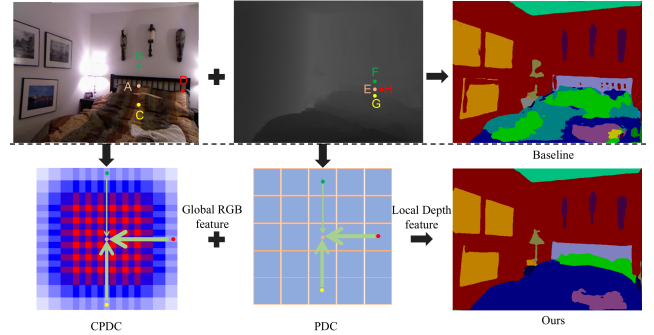 B
A
D
C
F
E
H
G
Baseline
Global RGB
feature
Local Depth
feature
CPDC
PDC
Ours